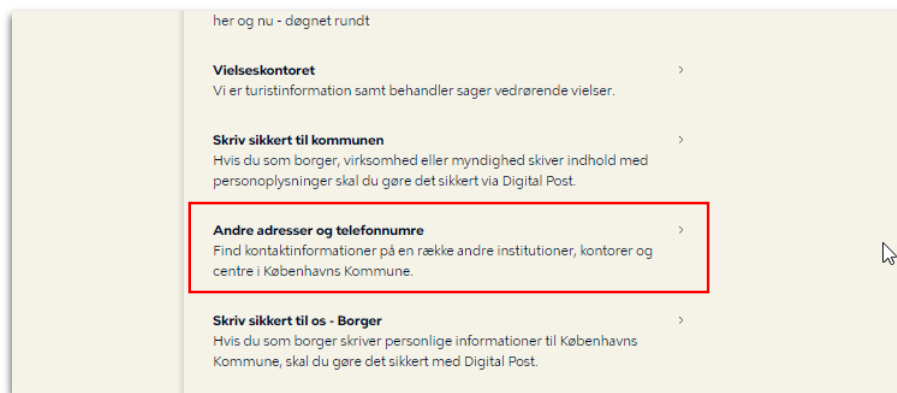 her og nu - døgnet rundt
Vielseskontoret
Vi er turistinformation samt behandler sager vedrørende vielser.
Skriv sikkert til kommunen
Hvis du som borger, virksomhed eller myndighed skiver indhold med
personoplysninger skal du gøre det sikkert via Digital Post.
Andre adresser og telefonnumre
Find kontaktinformationer på en række andre institutioner, kontorer og
centre i Københavns Kommune.
Skriv sikkert til os - Borger
Hvis du som borger skriver personlige informationer til Københavns
Kommune, skal du gøre det sikkert med Digital Post.